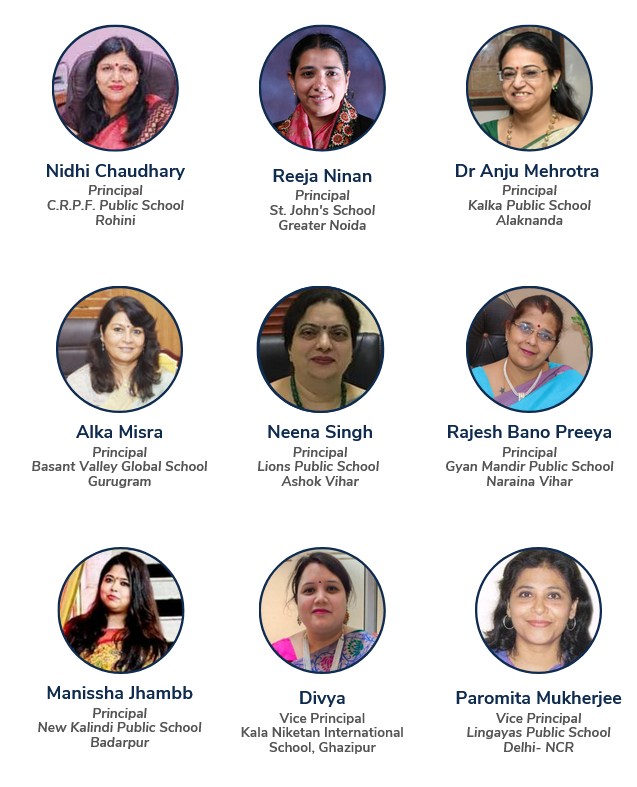 Nidhi Chaudhary
Principal
C.R.P.F. Public School
Rohini
Reeja Ninan
Principal
St. John's School
Greater Noida
Dr Anju Mehrotra
Principal
Kalka Public School
Alaknanda
Alka Misra
Principal
Basant Valley Global School
Gurugram
Neena Singh
Principal
Lions Public School
Ashok Vihar
Rajesh Bano Preeya
Principal
Gyan Mandir Public School
Naraina Vihar
Manissha Jhambb
Principal
New Kalindi Public School
Badarpur
Divya
Vice Principal
Kala Niketan International
School, Ghazipur
Paromita Mukherjee
Vice Principal
Lingayas Public School
Delhi- NCR